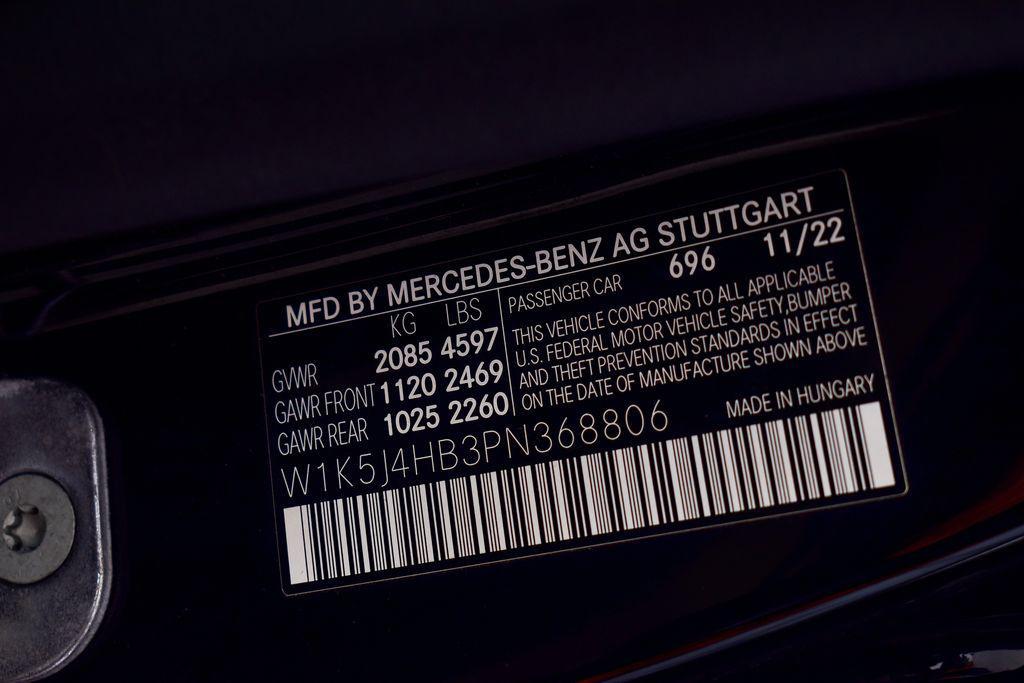 MFD BY MERCEDES-BENZ AG STUTTGART
KG LBS
GVWR 2085 4597
GAWR FRONT 1120 2469
GAWR REAR 1025 2260
PASSENGER CAR 696 11/22
THIS VEHICLE CONFORMS TO ALL APPLICABLE
U.S. FEDERAL MOTOR VEHICLE SAFETY,BUMPER
AND THEFT PREVENTION STANDARDS IN EFFECT
ON THE DATE OF MANUFACTURE SHOWN ABOVE
W1K5J4HB3PN368806
MADE IN HUNGARY